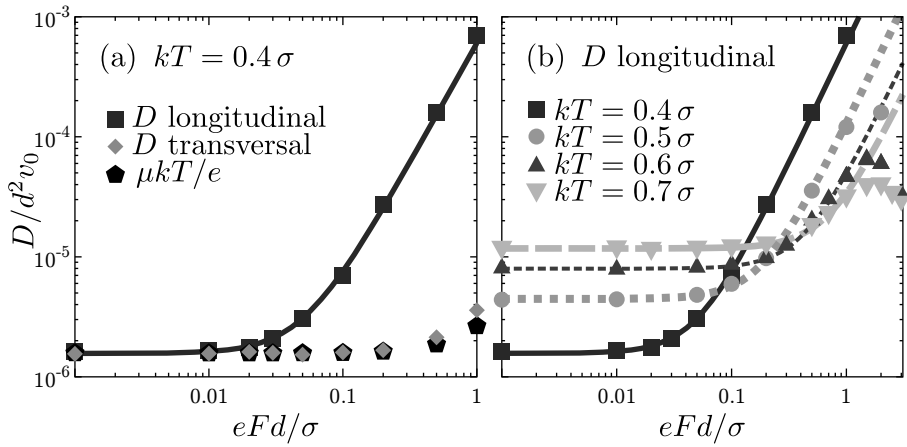 (a) kT = 0.4 σ
D longitudinal
D transversal
μkT/e
D/d²v₀
10⁻³
10⁻⁴
10⁻⁵
10⁻⁶
0.01 0.1 1
eFd/σ
(b) D longitudinal
kT = 0.4 σ
kT = 0.5 σ
kT = 0.6 σ
kT = 0.7 σ
0.01 0.1 1
eFd/σ